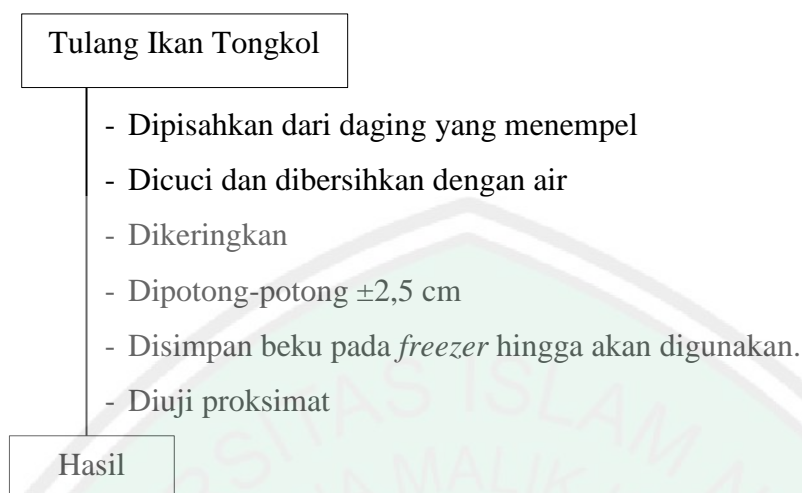 Tulang Ikan Tongkol
- Dipisahkan dari daging yang menempel
- Dicuci dan dibersihkan dengan air
- Dikeringkan
- Dipotong-potong ±2,5 cm
- Disimpan beku pada freezer hingga akan digunakan.
- Diuji proksimat
Hasil